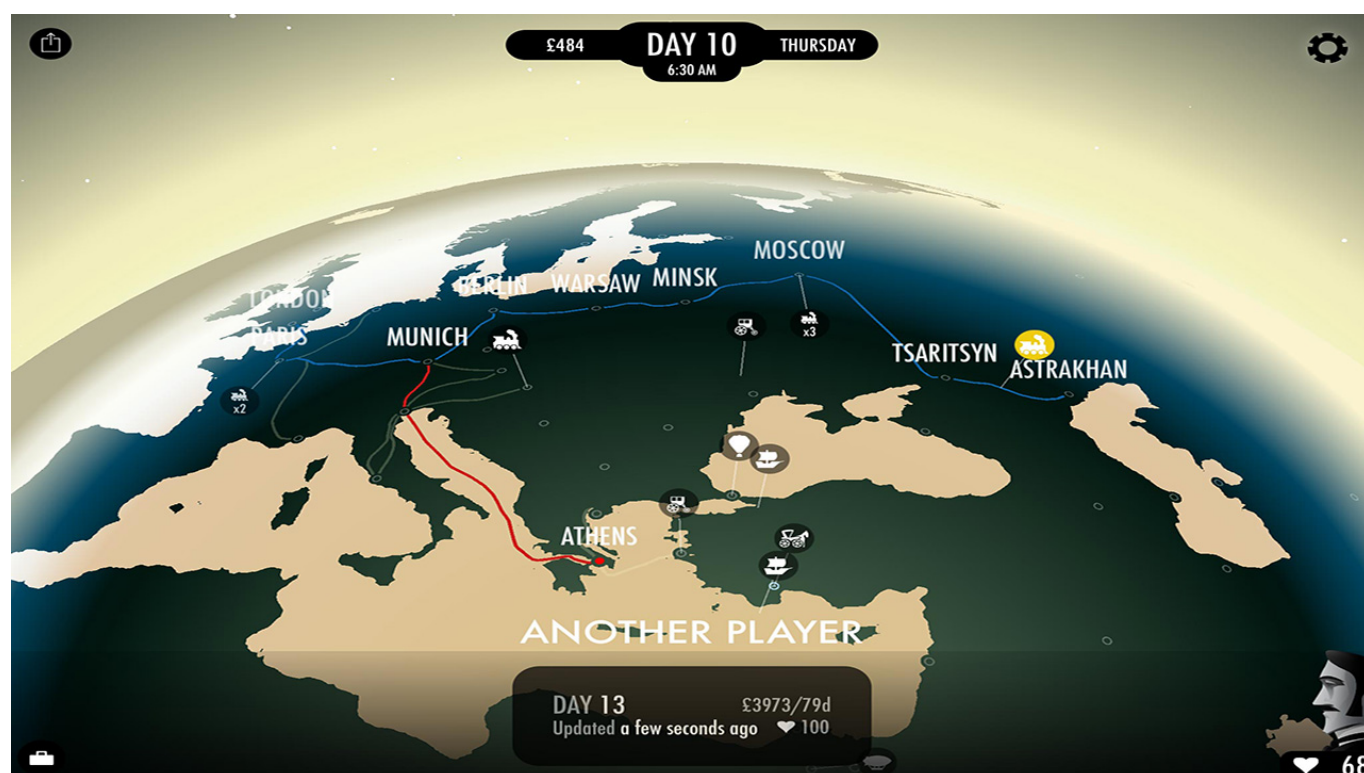 £484
DAY 10
THURSDAY
6:30 AM
MOSCOW
LONDON
BERLIN
WARSAW
MINSK
PARIS
MUNICH
x3
TSARITSYN
ASTRAKHAN
x2
ATHENS
ANOTHER PLAYER
DAY 13
£3973/79d
Updated a few seconds ago
100
68